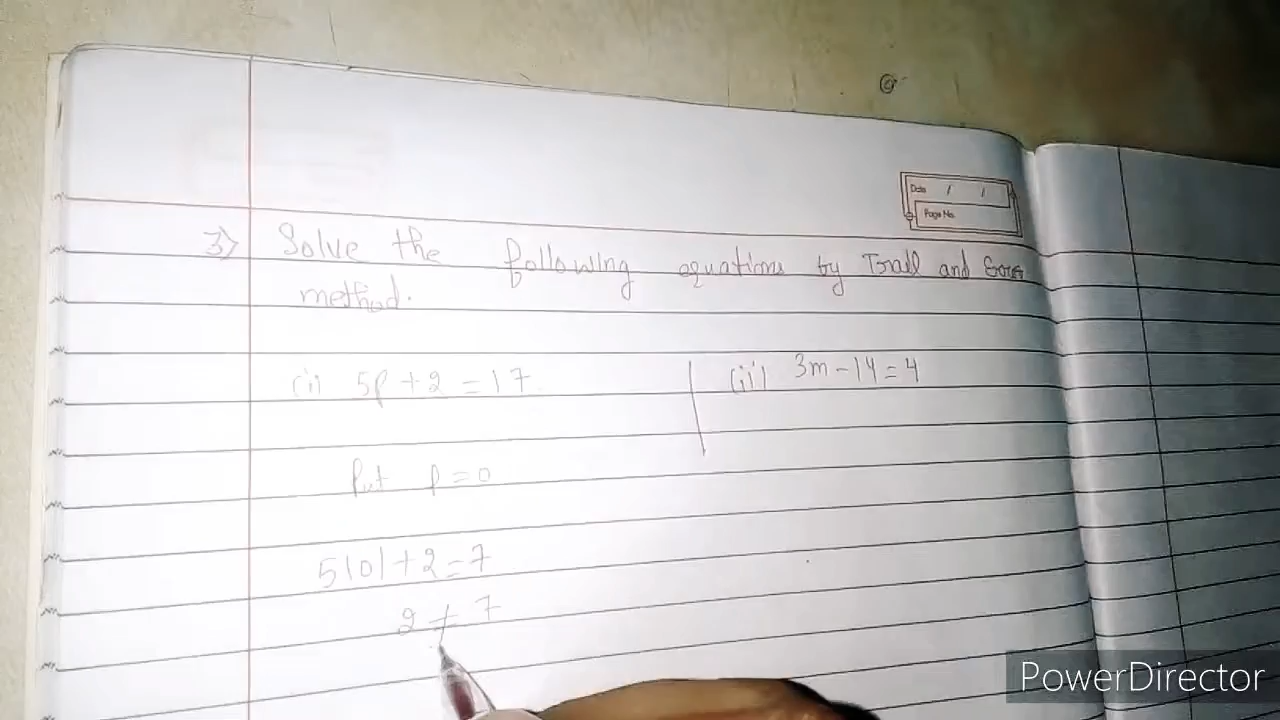 Date / /
Page No.
3) Solve the following equations by Trail and Error
method.
(i) 5p + 2 = 17
(ii) 3m - 14 = 4
Put p = 0
5(0) + 2 = 7
2 ≠ 7
PowerDirector